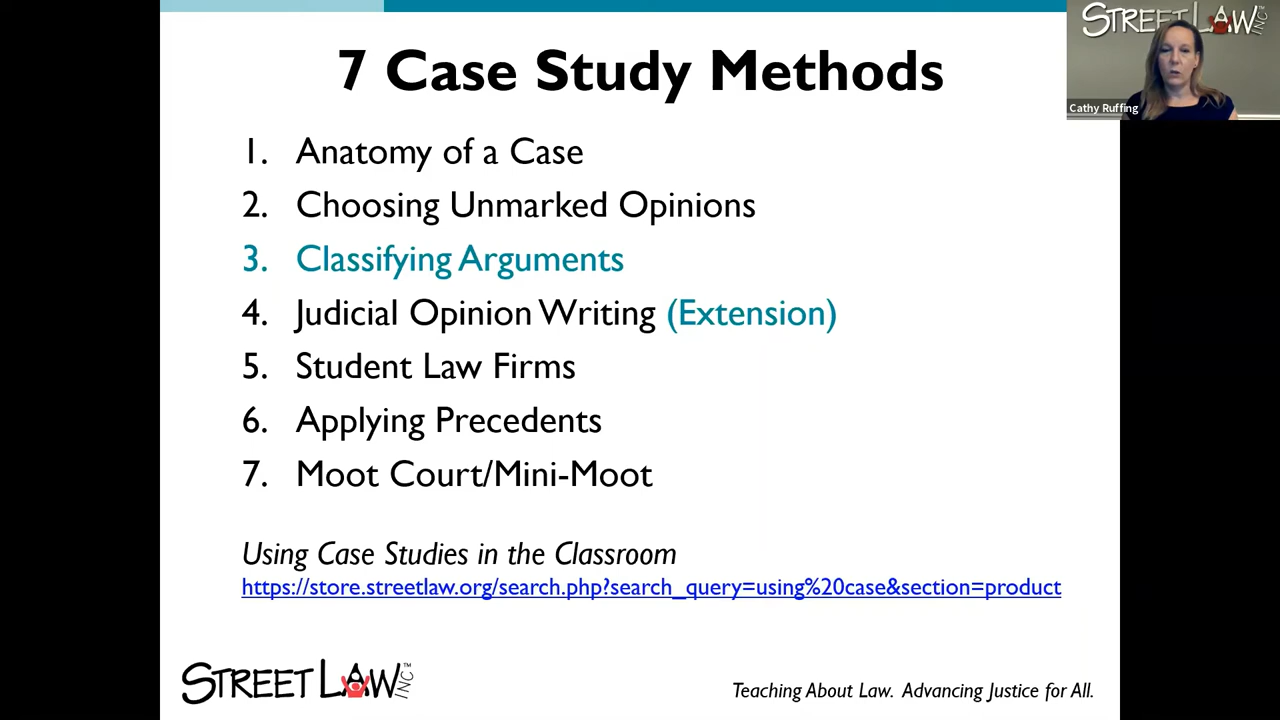 7 Case Study Methods
STREET LAW INC
Cathy Ruffing
1. Anatomy of a Case
2. Choosing Unmarked Opinions
3. Classifying Arguments
4. Judicial Opinion Writing (Extension)
5. Student Law Firms
6. Applying Precedents
7. Moot Court/Mini-Moot
Using Case Studies in the Classroom
https://store.streetlaw.org/search.php?search_query=using%20case&section=product
STREET LAW INC™
Teaching About Law. Advancing Justice for All.